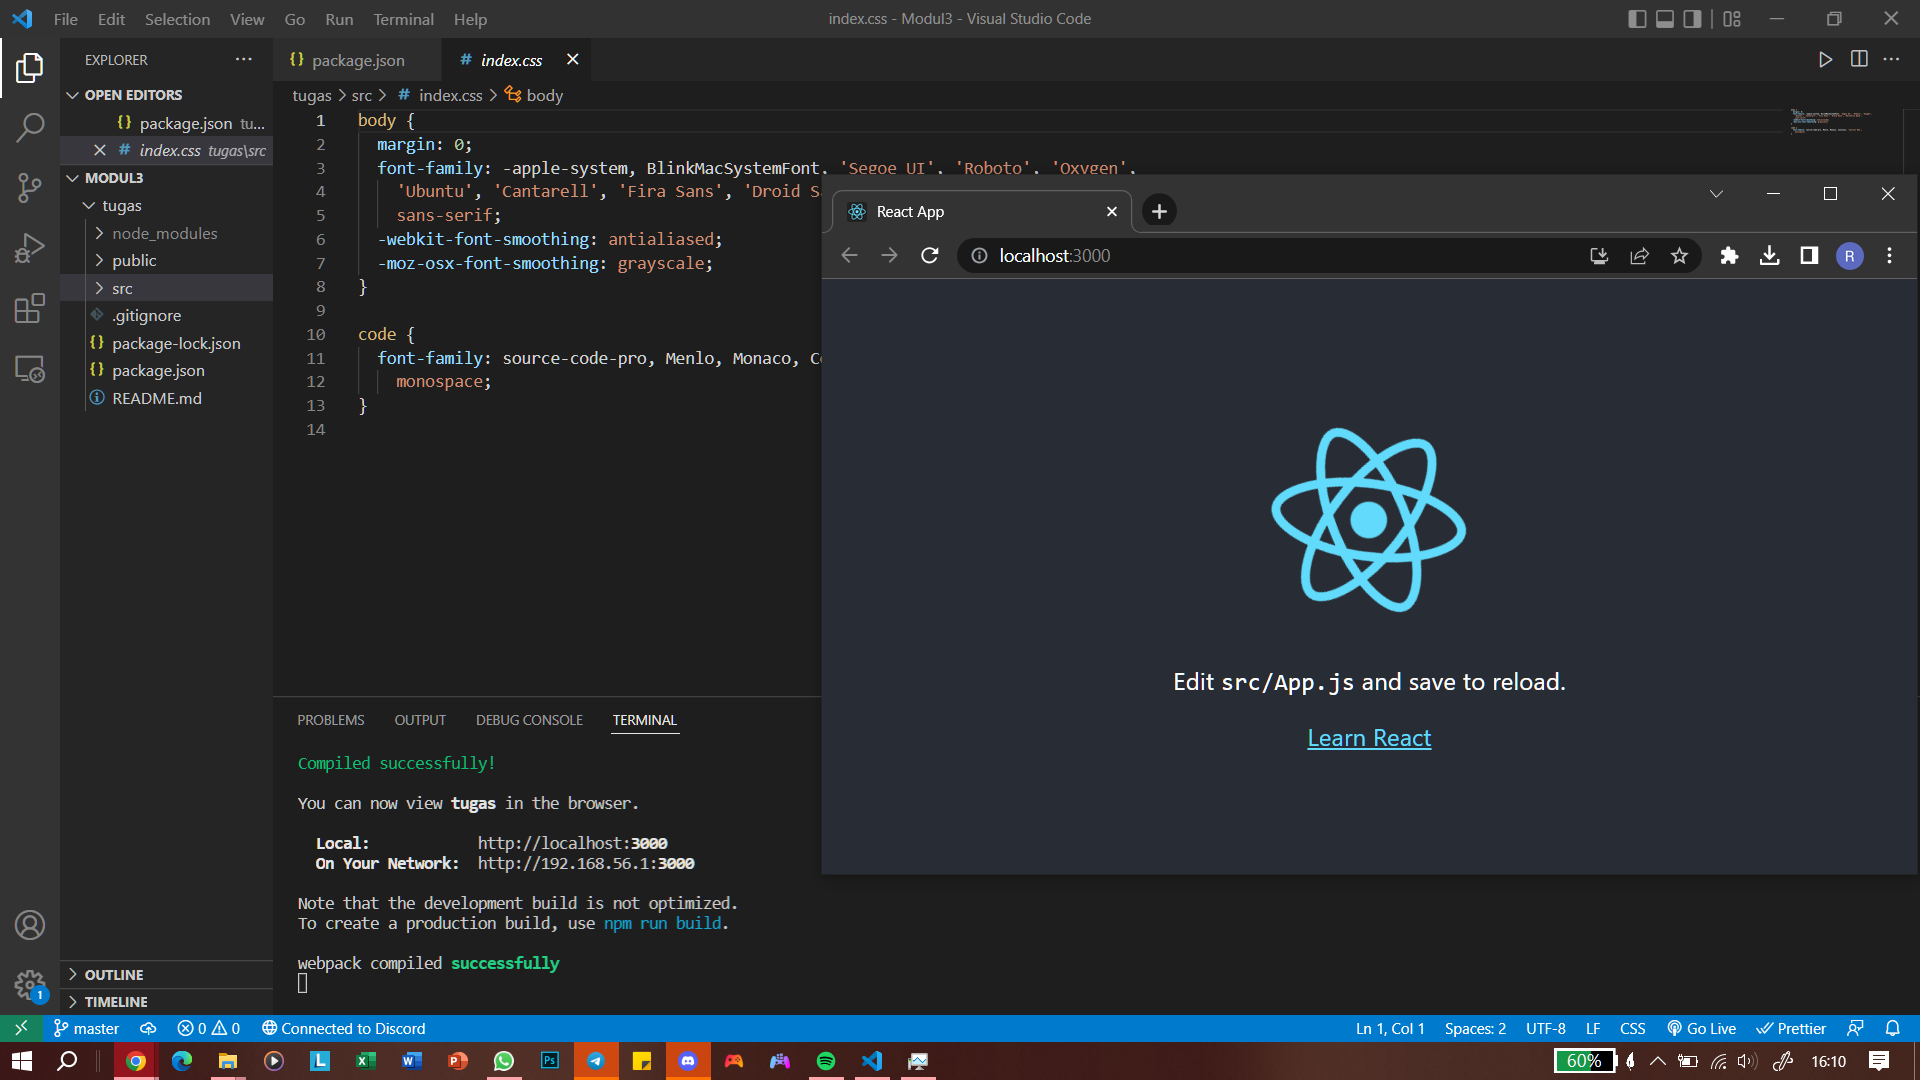 File Edit Selection View Go Run Terminal Help
index.css - Modul3 - Visual Studio Code
EXPLORER
OPEN EDITORS
package.json tu...
index.css tugas\src
MODUL3
tugas
node_modules
public
src
.gitignore
package-lock.json
package.json
README.md
OUTLINE
TIMELINE
package.json
index.css
tugas > src > # index.css > body
1 body {
2 margin: 0;
3 font-family: -apple-system, BlinkMacSystemFont, 'Segoe UI', 'Roboto', 'Oxygen',
4 'Ubuntu', 'Cantarell', 'Fira Sans', 'Droid
5 sans-serif;
6 -webkit-font-smoothing: antialiased;
7 -moz-osx-font-smoothing: grayscale;
8 }
9
10 code {
11 font-family: source-code-pro, Menlo, Monaco,
12 monospace;
13 }
14
React App
localhost:3000
R
Edit src/App.js and save to reload.
Learn React
PROBLEMS OUTPUT DEBUG CONSOLE TERMINAL
Compiled successfully!
You can now view tugas in the browser.
Local: http://localhost:3000
On Your Network: http://192.168.56.1:3000
Note that the development build is not optimized.
To create a production build, use npm run build.
webpack compiled successfully
1
master 0 0 Connected to Discord
Ln 1, Col 1 Spaces: 2 UTF-8 LF CSS Go Live Prettier
60% 16:10